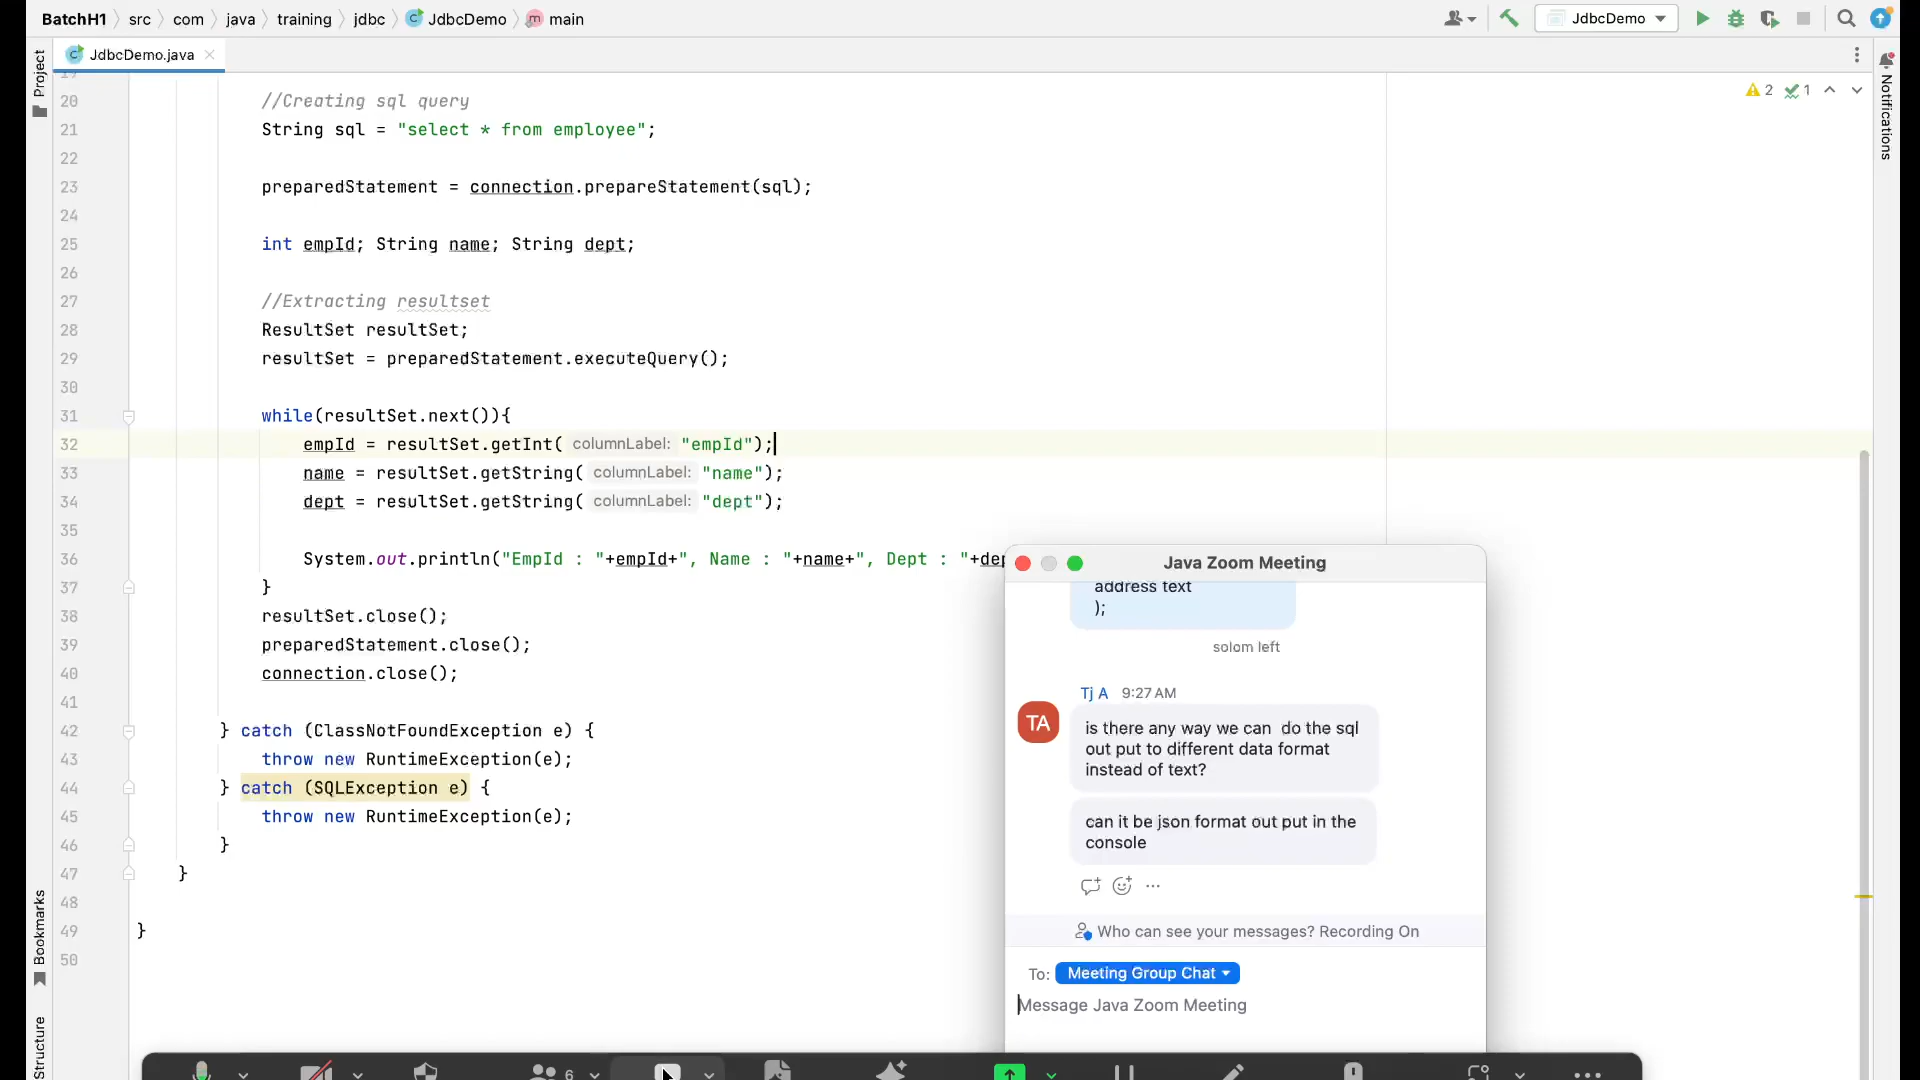 BatchH1 src com java training jdbc JdbcDemo main
JdbcDemo
JdbcDemo.java
Project
Notifications
Bookmarks
Structure
2 1
19
20 //Creating sql query
21 String sql = "select * from employee";
22
23 preparedStatement = connection.prepareStatement(sql);
24
25 int empId; String name; String dept;
26
27 //Extracting resultset
28 ResultSet resultSet;
29 resultSet = preparedStatement.executeQuery();
30
31 while(resultSet.next()){
32 empId = resultSet.getInt( columnLabel: "empId");
33 name = resultSet.getString( columnLabel: "name");
34 dept = resultSet.getString( columnLabel: "dept");
35
36 System.out.println("EmpId : "+empId+", Name : "+name+", Dept : "+dep
37 }
38 resultSet.close();
39 preparedStatement.close();
40 connection.close();
41
42 } catch (ClassNotFoundException e) {
43 throw new RuntimeException(e);
44 } catch (SQLException e) {
45 throw new RuntimeException(e);
46 }
47 }
48
49 }
50
Java Zoom Meeting
address text
);
solom left
Tj A 9:27 AM
TA
is there any way we can do the sql
out put to different data format
instead of text?
can it be json format out put in the
console
Who can see your messages? Recording On
To: Meeting Group Chat
Message Java Zoom Meeting
6